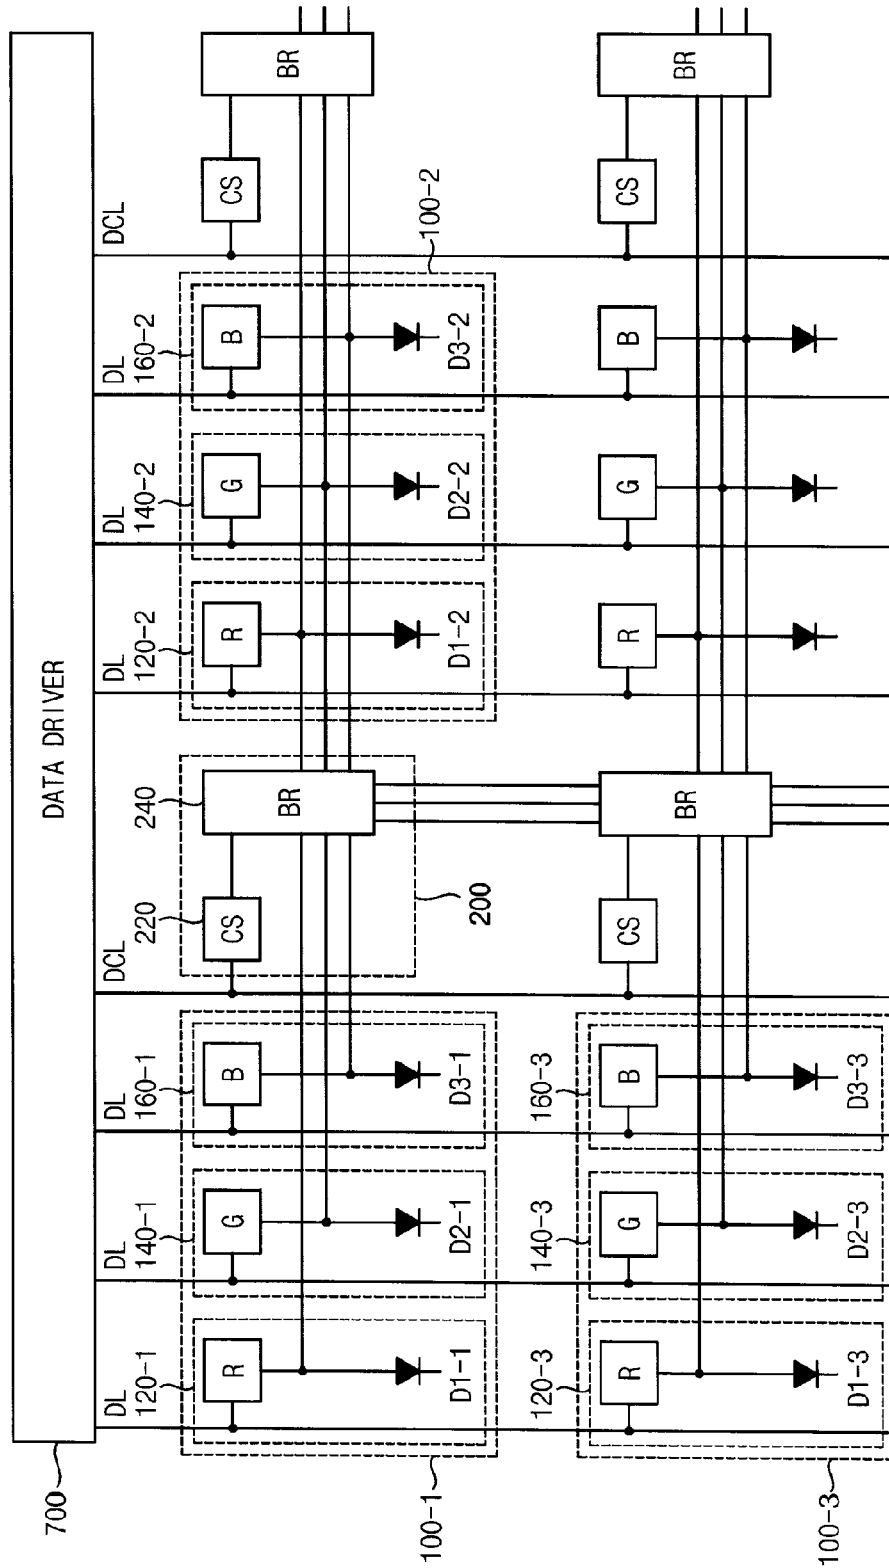 700
DATA DRIVER
DL
DL
DL
DCL
DL
DL
DL
DCL
120-1
140-1
160-1
220
240
120-2
140-2
160-2
R
G
B
CS
BR
R
G
B
CS
BR
D1-1
D2-1
D3-1
200
D1-2
D2-2
D3-2
100-1
100-2
120-3
140-3
160-3
R
G
B
CS
BR
R
G
B
CS
BR
D1-3
D2-3
D3-3
100-3